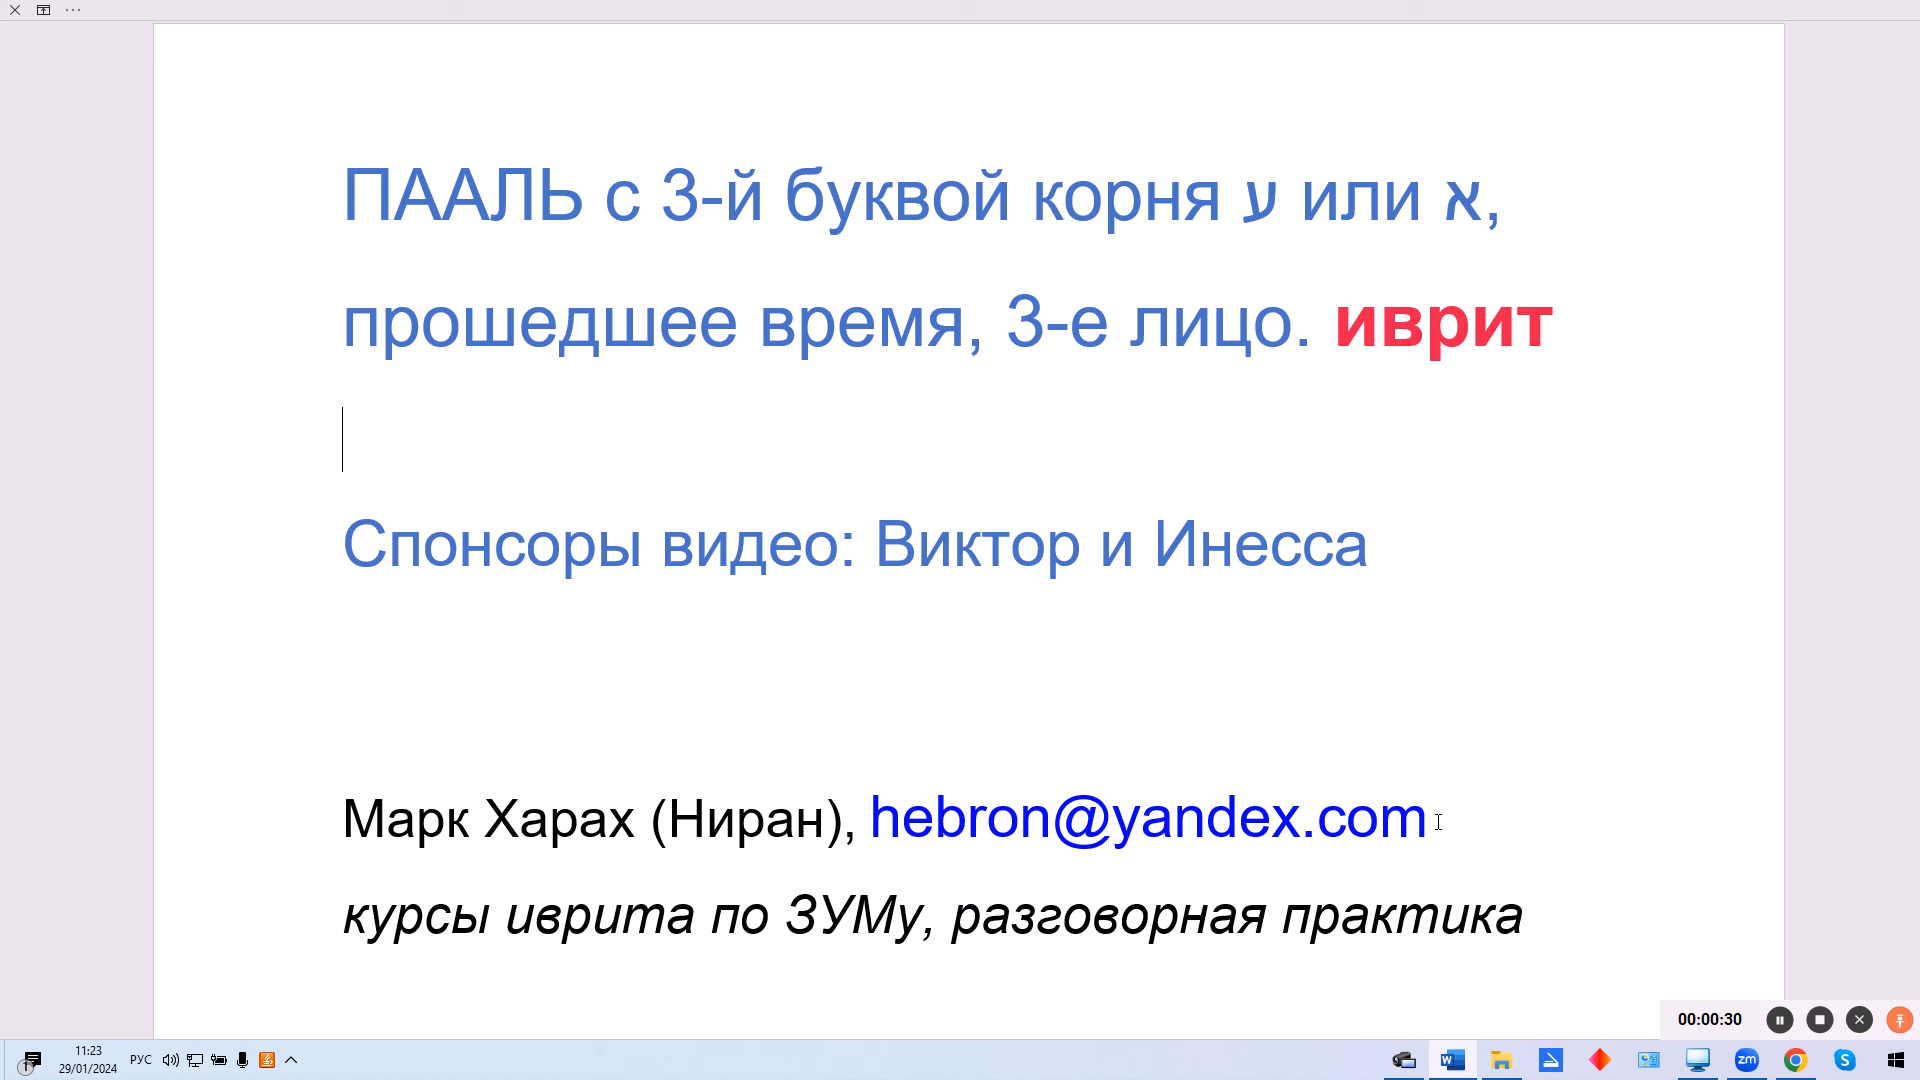 ПААЛЬ с 3-й буквой корня ע или א,
прошедшее время, 3-е лицо. иврит
Спонсоры видео: Виктор и Инесса
Марк Харах (Ниран), hebron@yandex.com
курсы иврита по ЗУМу, разговорная практика
00:00:30
11:23
29/01/2024
РУС
zm